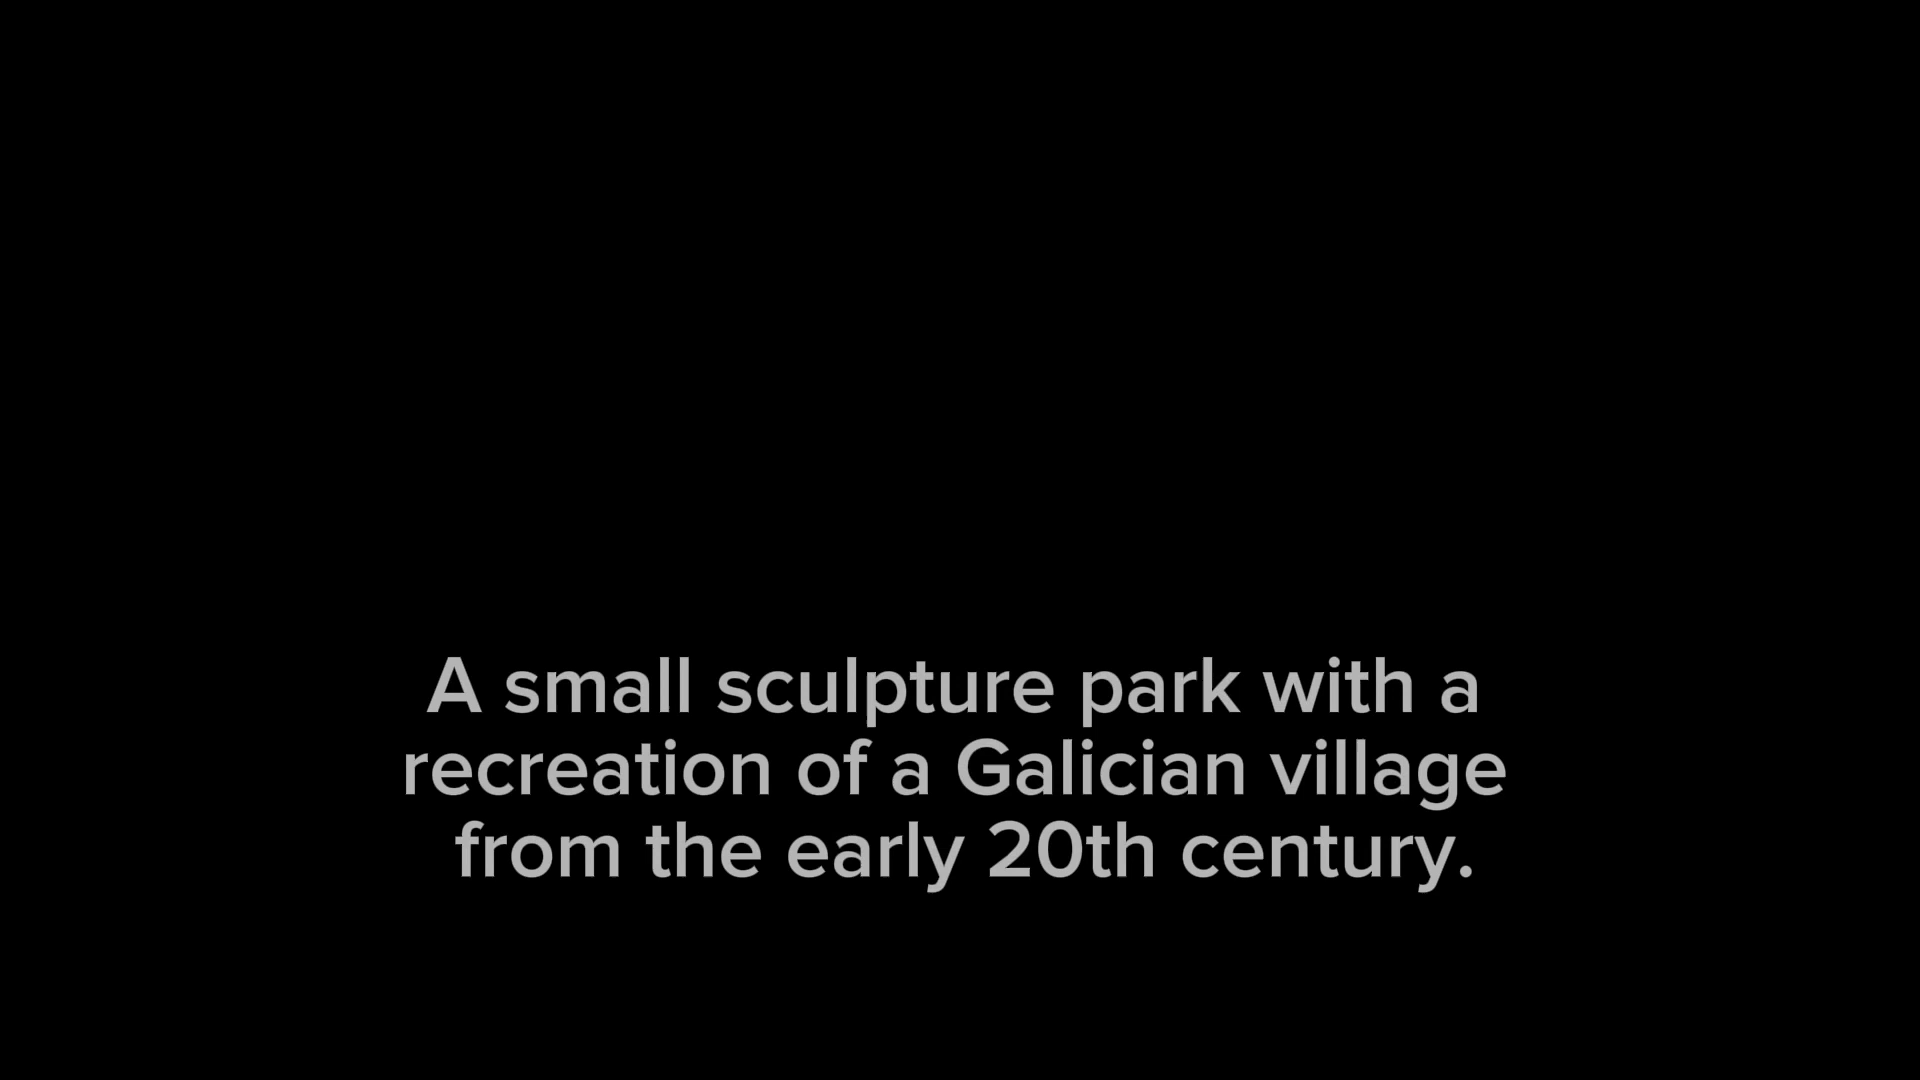 A small sculpture park with a
recreation of a Galician village
from the early 20th century.